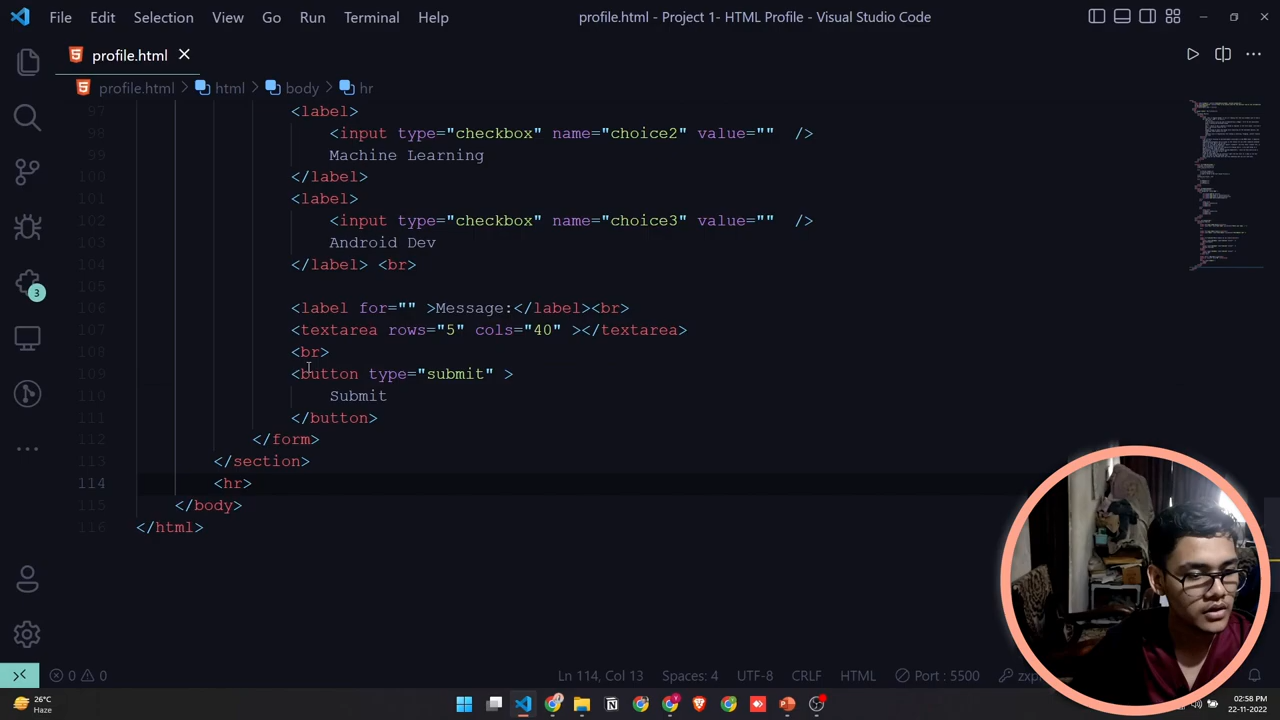 File Edit Selection View Go Run Terminal Help profile.html - Project 1- HTML Profile - Visual Studio Code
profile.html
profile.html > html > body > hr
97 <label>
98 <input type="checkbox" name="choice2" value="" />
99 Machine Learning
100 </label>
101 <label>
102 <input type="checkbox" name="choice3" value="" />
103 Android Dev
104 </label> <br>
105
106 <label for="" >Message:</label><br>
107 <textarea rows="5" cols="40" ></textarea>
108 <br>
109 <button type="submit" >
110 Submit
111 </button>
112 </form>
113 </section>
114 <hr>
115 </body>
116 </html>
3
0 0 Ln 114, Col 13 Spaces: 4 UTF-8 CRLF HTML Port : 5500
26°C
Haze
02:58 PM
22-11-2022